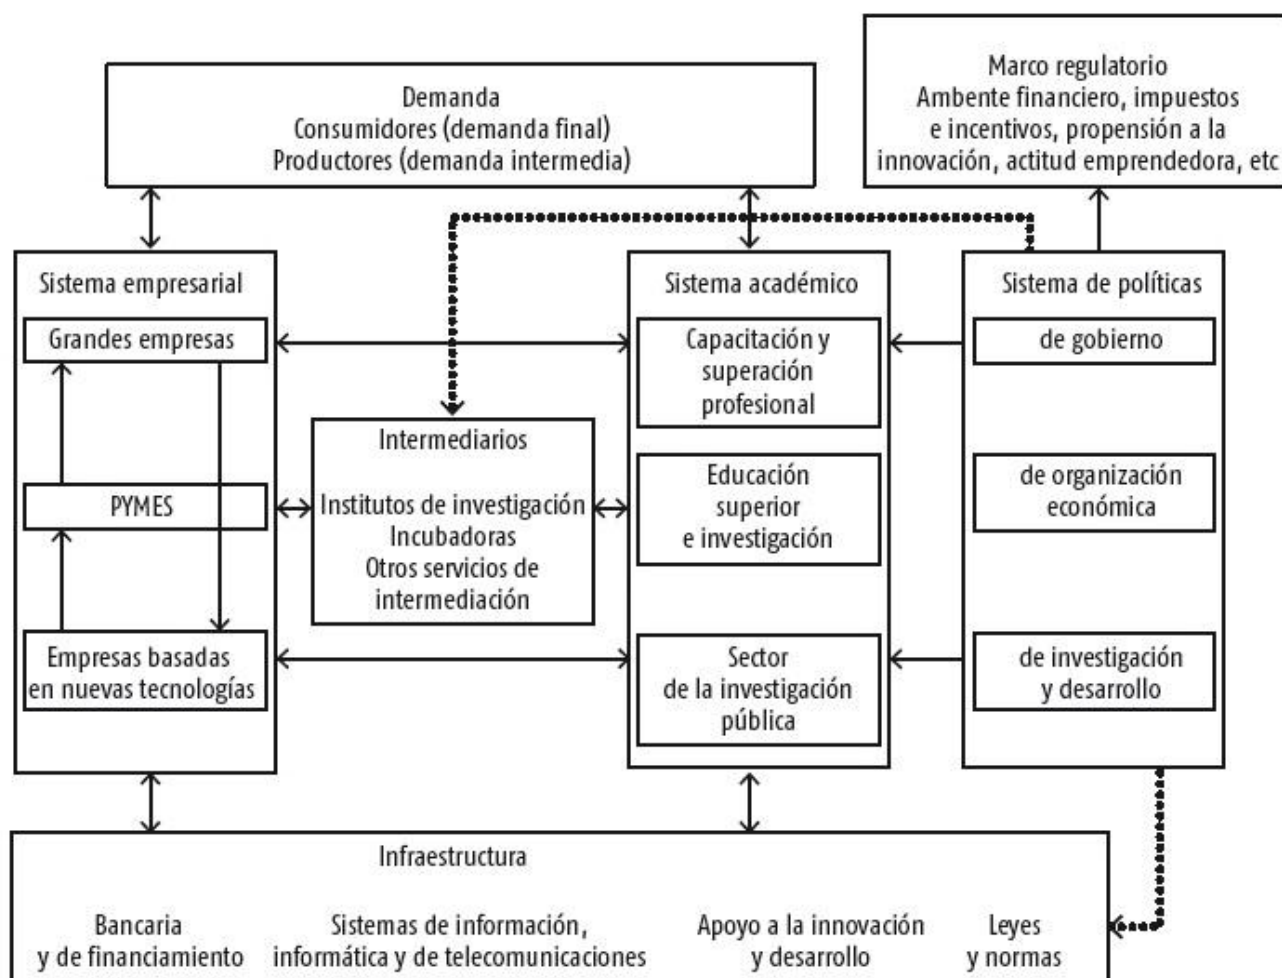 Demanda
Consumidores (demanda final)
Productores (demanda intermedia)
Marco regulatorio
Ambente financiero, impuestos
e incentivos, propensión a la
innovación, actitud emprendedora, etc
Sistema empresarial
Grandes empresas
PYMES
Empresas basadas
en nuevas tecnologías
Intermediarios
Institutos de investigación
Incubadoras
Otros servicios de
intermediación
Sistema académico
Capacitación y
superación
profesional
Educación
superior
e investigación
Sector
de la investigación
pública
Sistema de políticas
de gobierno
de organización
económica
de investigación
y desarrollo
Infraestructura
Bancaria
y de financiamiento
Sistemas de información,
informática y de telecomunicaciones
Apoyo a la innovación
y desarrollo
Leyes
y normas